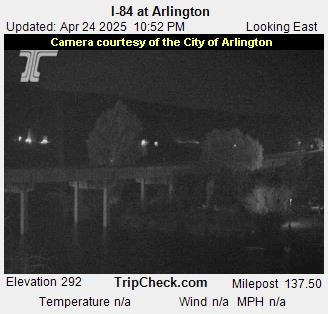 I-84 at Arlington
Updated: Apr 24 2025 10:52 PM Looking East
Camera courtesy of the City of Arlington
Elevation 292 TripCheck.com Milepost 137.50
Temperature n/a Wind n/a MPH n/a